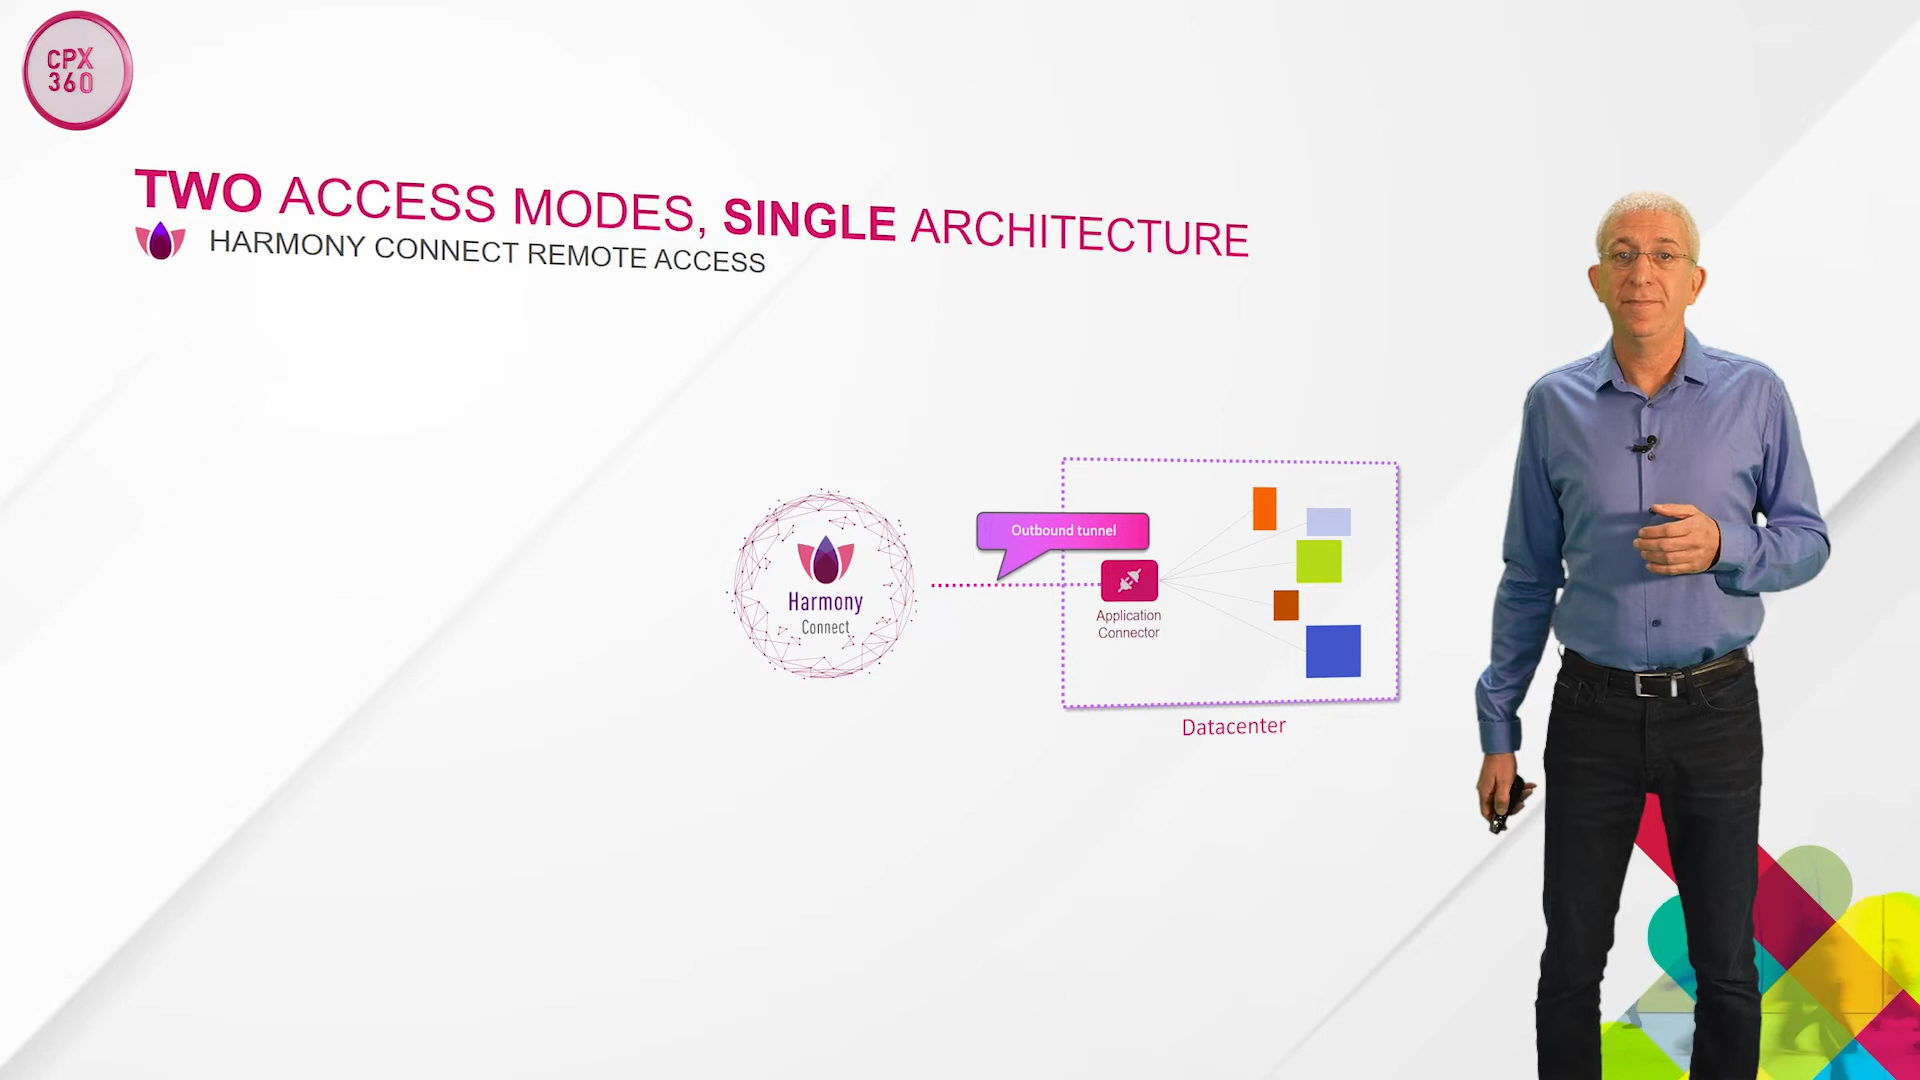 CPX
360
TWO ACCESS MODES, SINGLE ARCHITECTURE
HARMONY CONNECT REMOTE ACCESS
Outbound tunnel
Harmony
Connect
Application
Connector
Datacenter